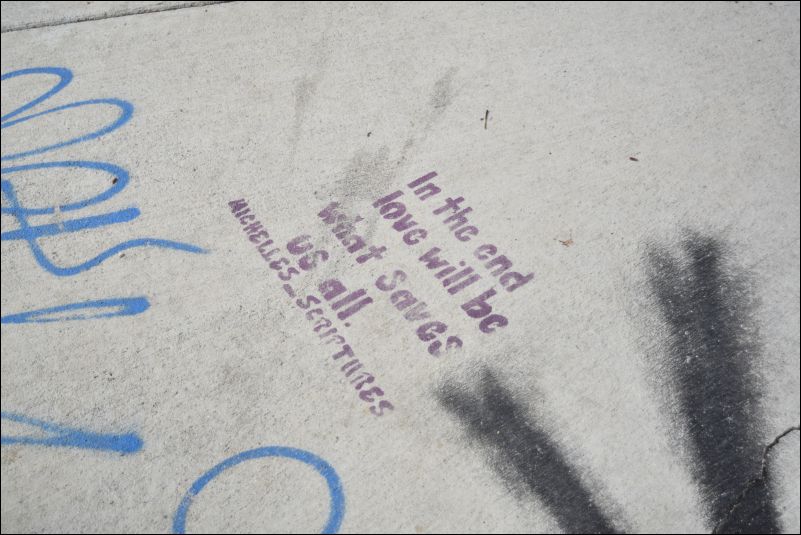 In the end
love will be
what saves
us all.
MICHELLES_SCRIPTURES